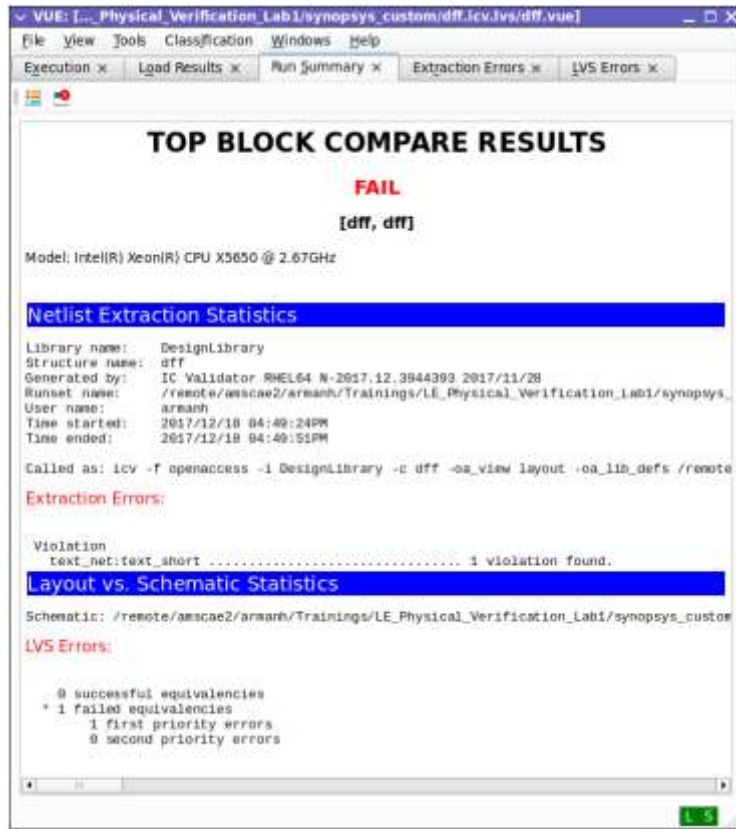 VUE: [..._Physical_Verification_Lab1/synopsys_custom/dff.icv.lvs/dff.vue]
File View Tools Classification Windows Help
Execution x Load Results x Run Summary x Extraction Errors x LVS Errors x
TOP BLOCK COMPARE RESULTS
FAIL
[dff, dff]
Model: Intel(R) Xeon(R) CPU X5650 @ 2.67GHz
Netlist Extraction Statistics
Library name: DesignLibrary
Structure name: dff
Generated by: IC Validator RHEL64 N-2017.12.3944393 2017/11/28
Runset name: /remote/amscae2/armanh/Trainings/LE_Physical_Verification_Lab1/synopsys_
User name: armanh
Time started: 2017/12/18 04:49:24PM
Time ended: 2017/12/18 04:49:51PM
Called as: icv -f openaccess -i DesignLibrary -c dff -oa_view layout -oa_lib_defs /remote
Extraction Errors:
Violation
text_net:text_short ................................ 1 violation found.
Layout vs. Schematic Statistics
Schematic: /remote/amscae2/armanh/Trainings/LE_Physical_Verification_Lab1/synopsys_custom
LVS Errors:
0 successful equivalencies
* 1 failed equivalencies
1 first priority errors
0 second priority errors
L S